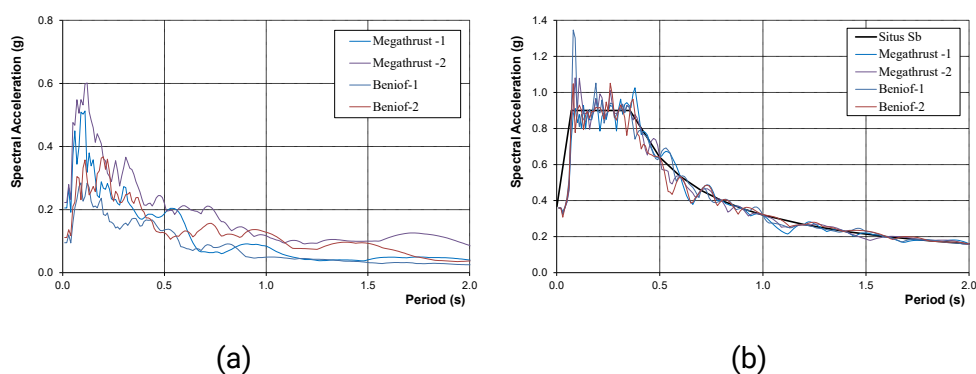 0.8
0.6
0.4
0.2
0.0
Spectral Acceleration (g)
Megathrust -1
Megathrust -2
Beniof-1
Beniof-2
0.0 0.5 1.0 1.5 2.0
Period (s)
(a)
1.4
1.2
1.0
0.8
0.6
0.4
0.2
0.0
Spectral Acceleration (g)
Situs Sb
Megathrust -1
Megathrust -2
Beniof-1
Beniof-2
0.0 0.5 1.0 1.5 2.0
Period (s)
(b)